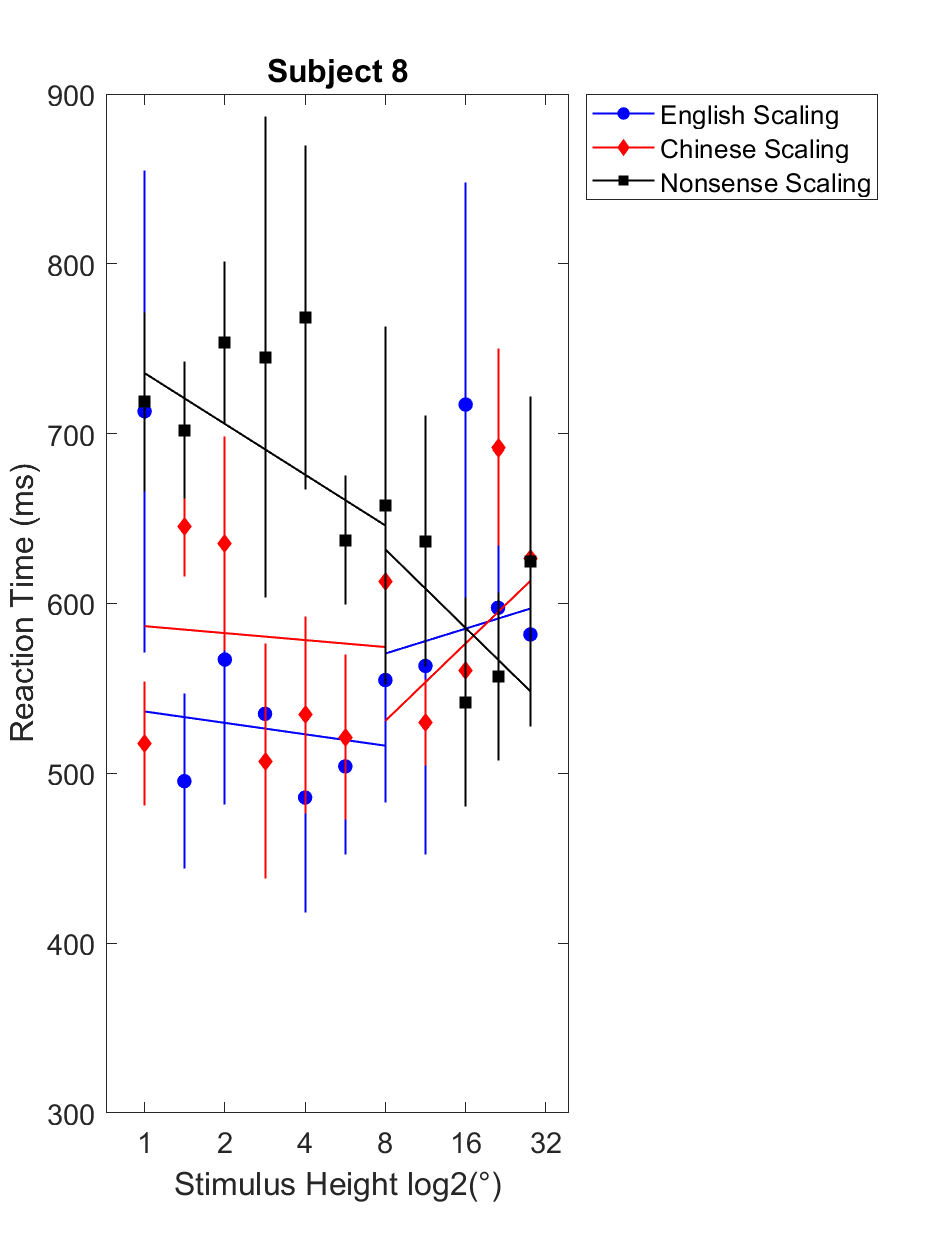 Subject 8
English Scaling
Chinese Scaling
Nonsense Scaling
900
800
700
600
500
400
300
Reaction Time (ms)
1 2 4 8 16 32
Stimulus Height log2(°)